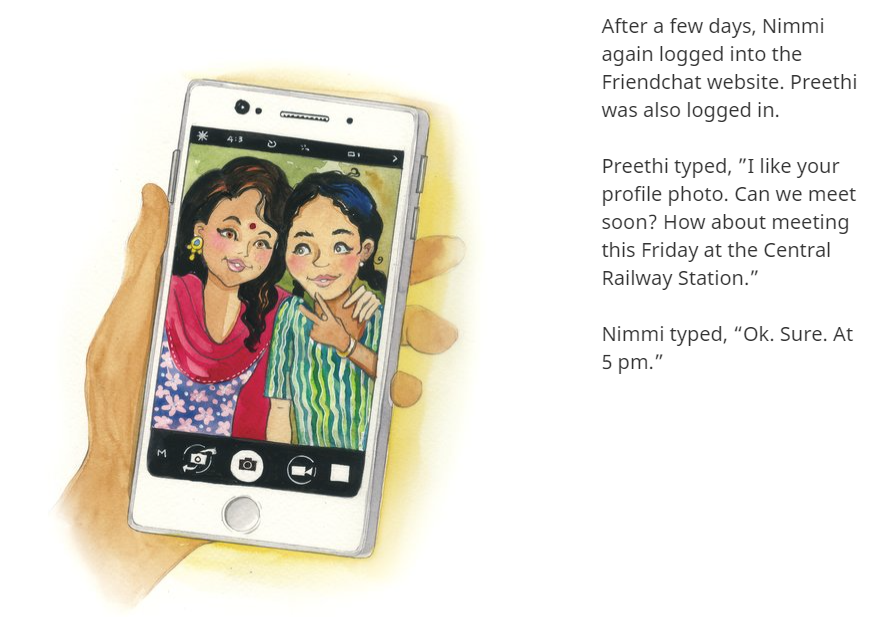 4:3
M
After a few days, Nimmi
again logged into the
Friendchat website. Preethi
was also logged in.
Preethi typed, ”I like your
profile photo. Can we meet
soon? How about meeting
this Friday at the Central
Railway Station.”
Nimmi typed, “Ok. Sure. At
5 pm.”